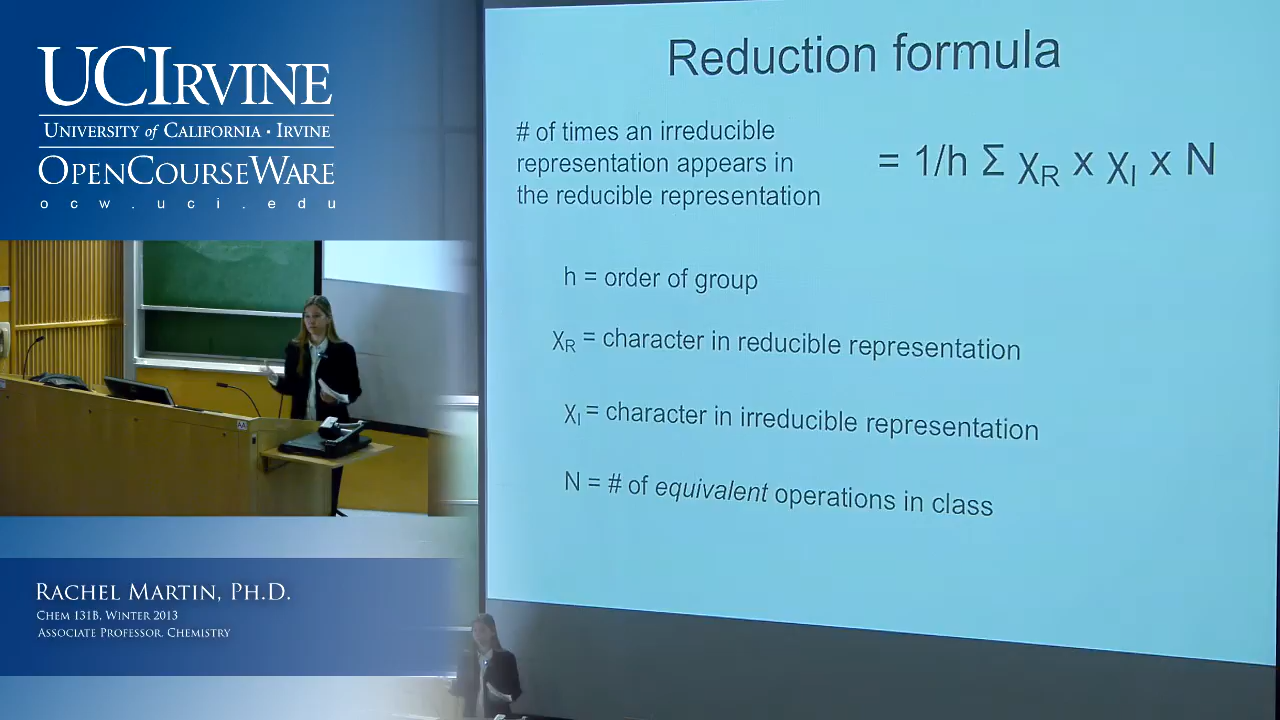 UCIRVINE
UNIVERSITY of CALIFORNIA • IRVINE
OPENCOURSEWARE
ocw.uci.edu
RACHEL MARTIN, PH.D.
CHEM 131B, WINTER 2013
ASSOCIATE PROFESSOR, CHEMISTRY
Reduction formula
# of times an irreducible
representation appears in
the reducible representation
= 1/h Σ χR x χI x N
h = order of group
χR = character in reducible representation
χI = character in irreducible representation
N = # of equivalent operations in class